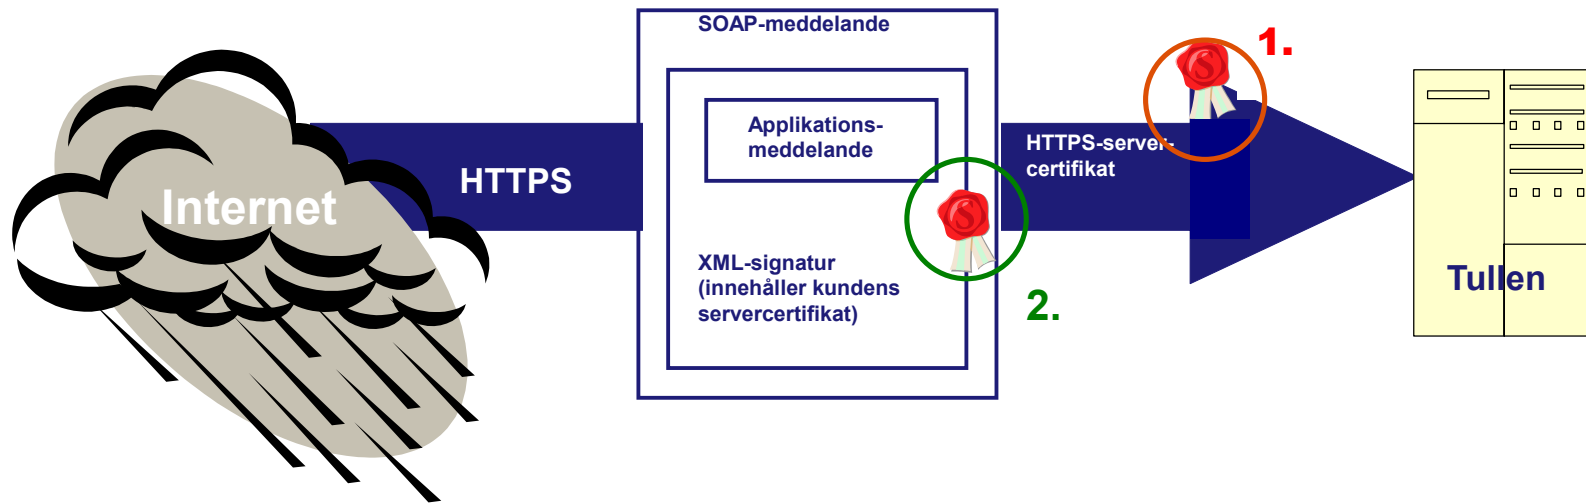 SOAP-meddelande
1.
Applikations-
meddelande
HTTPS-server-
certifikat
HTTPS
Internet
S
S
XML-signatur
(innehåller kundens
servercertifikat)
2.
Tullen